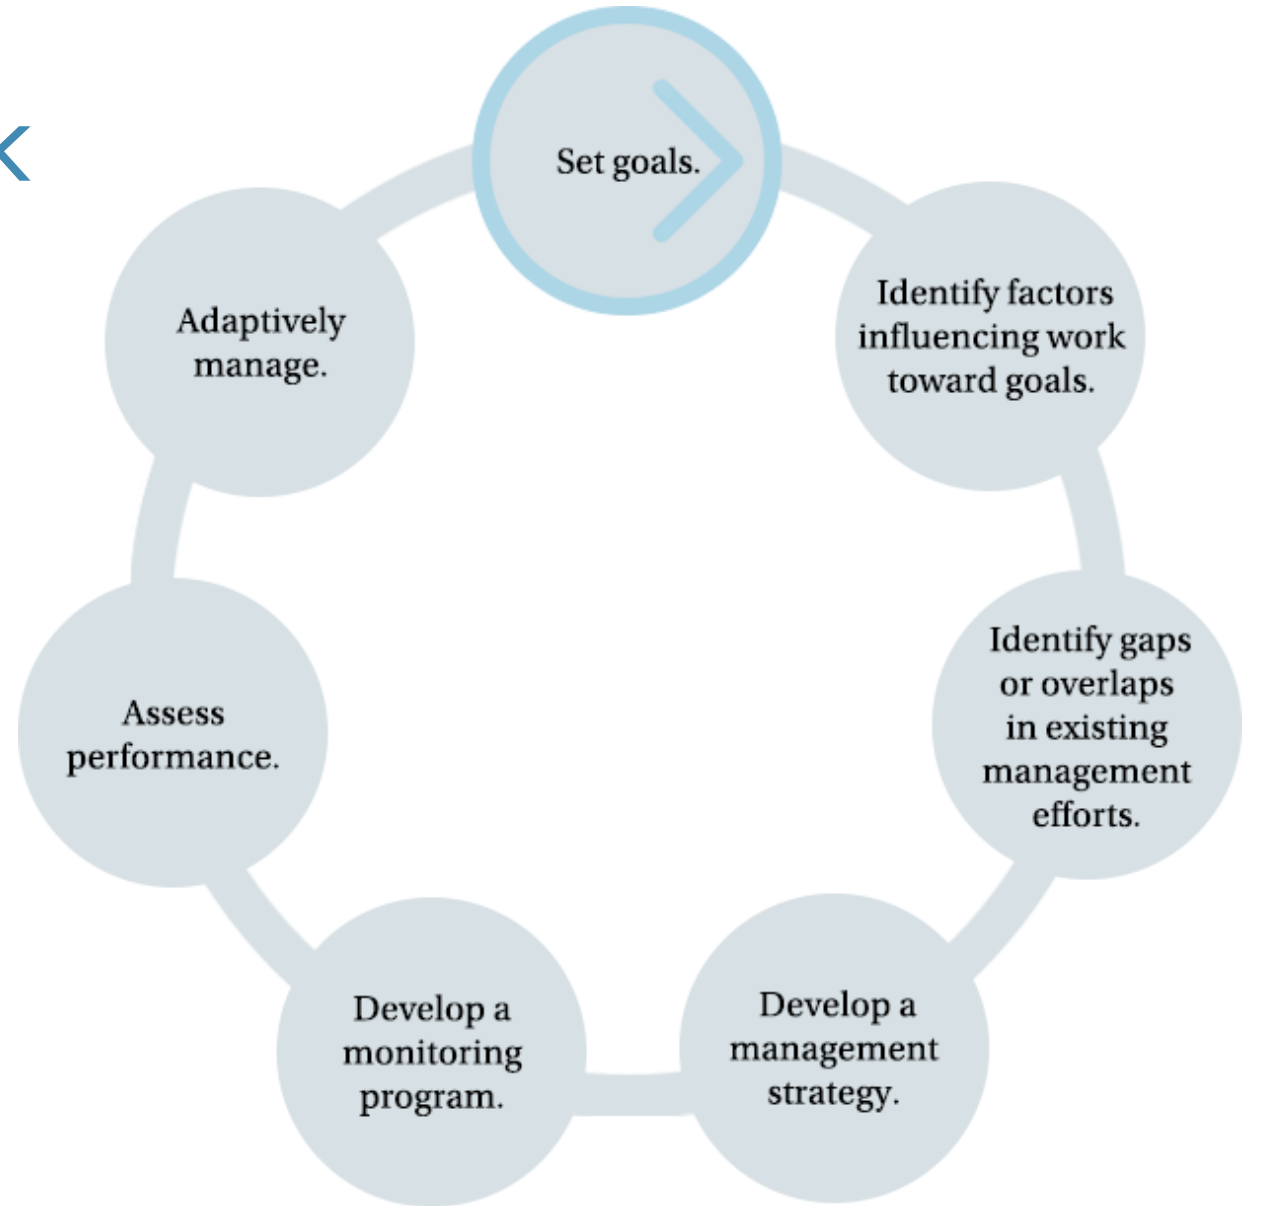 k
Set goals.
Identify factors
influencing work
toward goals.
Identify gaps
or overlaps
in existing
management
efforts.
Develop a
management
strategy.
Develop a
monitoring
program.
Assess
performance.
Adaptively
manage.